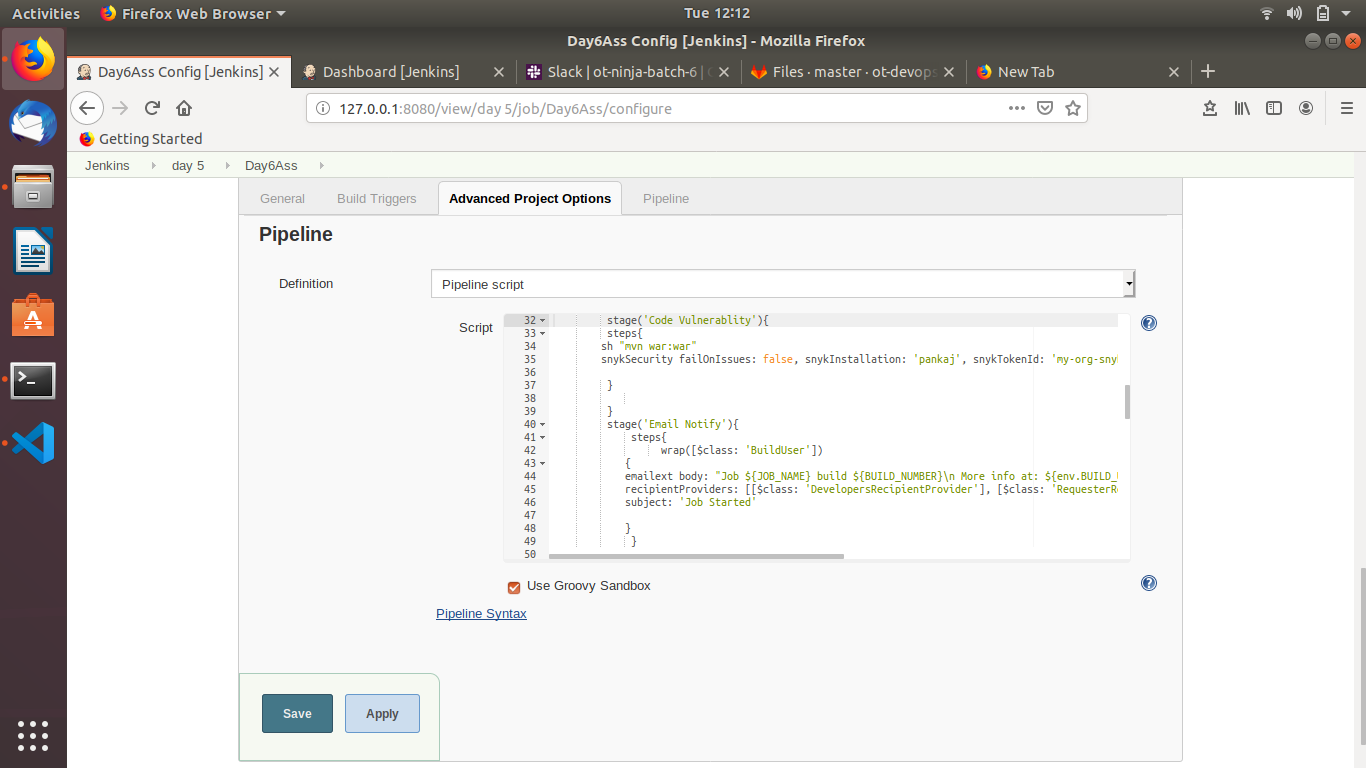 Activities Firefox Web Browser Tue 12:12
Day6Ass Config [Jenkins] - Mozilla Firefox
Day6Ass Config [Jenkins] Dashboard [Jenkins] Slack | ot-ninja-batch-6 | Files · master · ot-devops New Tab
127.0.0.1:8080/view/day 5/job/Day6Ass/configure
Getting Started
Jenkins day 5 Day6Ass
General Build Triggers Advanced Project Options Pipeline
Pipeline
Definition Pipeline script
Script
32 stage('Code Vulnerablity'){
33 steps{
34 sh "mvn war:war"
35 snykSecurity failOnIssues: false, snykInstallation: 'pankaj', snykTokenId: 'my-org-sny
36
37 }
38
39 }
40 stage('Email Notify'){
41 steps{
42 wrap([$class: 'BuildUser'])
43 {
44 emailext body: "Job ${JOB_NAME} build ${BUILD_NUMBER}\n More info at: ${env.BUILD_
45 recipientProviders: [[$class: 'DevelopersRecipientProvider'], [$class: 'RequesterR
46 subject: 'Job Started'
47
48 }
49 }
50
Use Groovy Sandbox
Pipeline Syntax
Save Apply